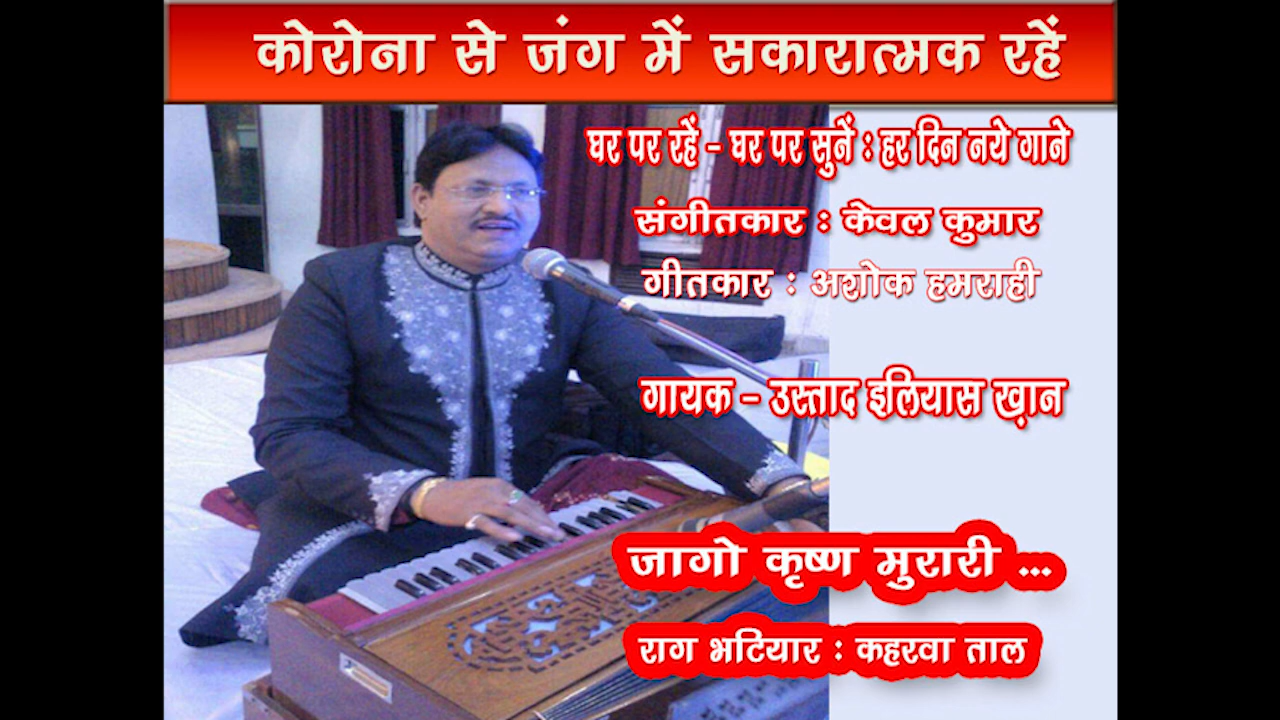 कोरोना से जंग में सकारात्मक रहें
घर पर रहें - घर पर सुनें : हर दिन नये गाने
संगीतकार : केवल कुमार
गीतकार : अशोक हमराही
गायक - उस्ताद इलियास ख़ान
जागो कृष्ण मुरारी ...
राग भटियार : कहरवा ताल